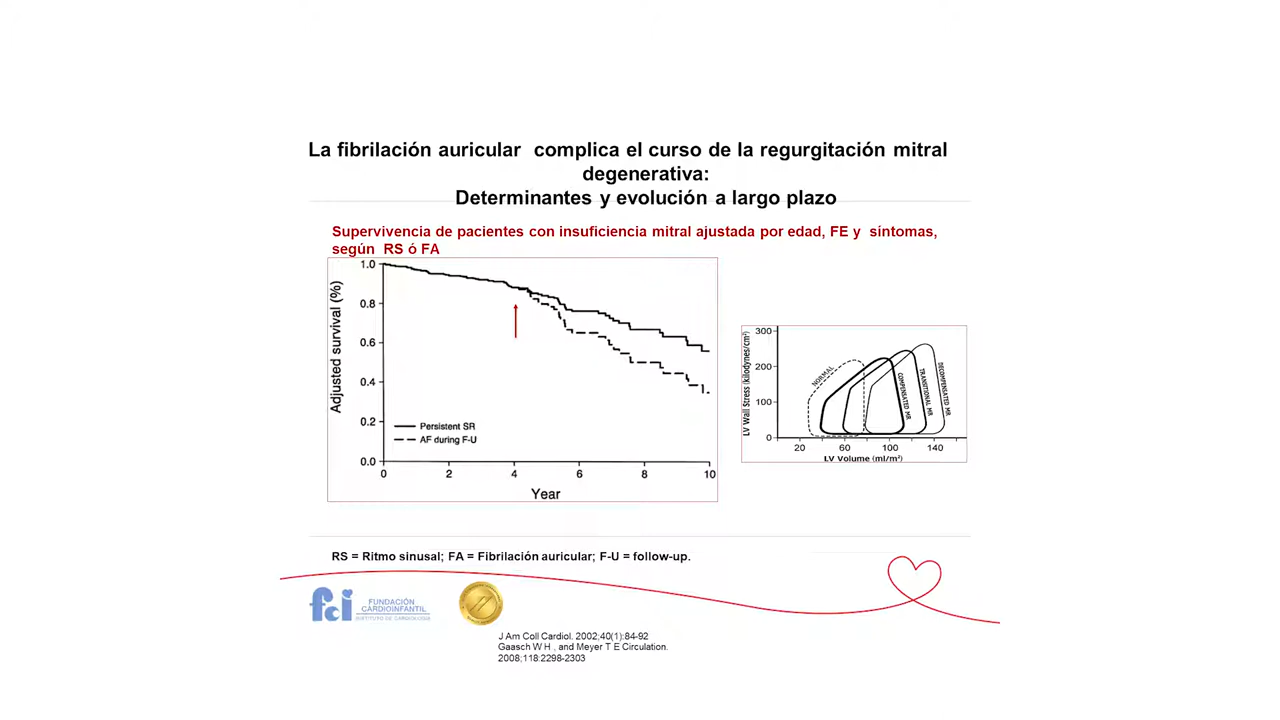 La fibrilación auricular complica el curso de la regurgitación mitral
degenerativa:
Determinantes y evolución a largo plazo
Supervivencia de pacientes con insuficiencia mitral ajustada por edad, FE y síntomas,
según RS ó FA
Adjusted survival (%)
1.0
0.8
0.6
0.4
0.2
0.0
Persistent SR
AF during F-U
0 2 4 6 8 10
Year
LV Wall Stress (kilodynes/cm²)
300
200
100
0
NORMAL
COMPENSATED MR
TRANSITIONAL MR
DECOMPENSATED MR
20 60 100 140
LV Volume (ml/m²)
RS = Ritmo sinusal; FA = Fibrilación auricular; F-U = follow-up.
fci
FUNDACIÓN
CARDIOINFANTIL
INSTITUTO DE CARDIOLOGÍA
J Am Coll Cardiol. 2002;40(1):84-92
Gaasch W H , and Meyer T E Circulation.
2008;118:2298-2303